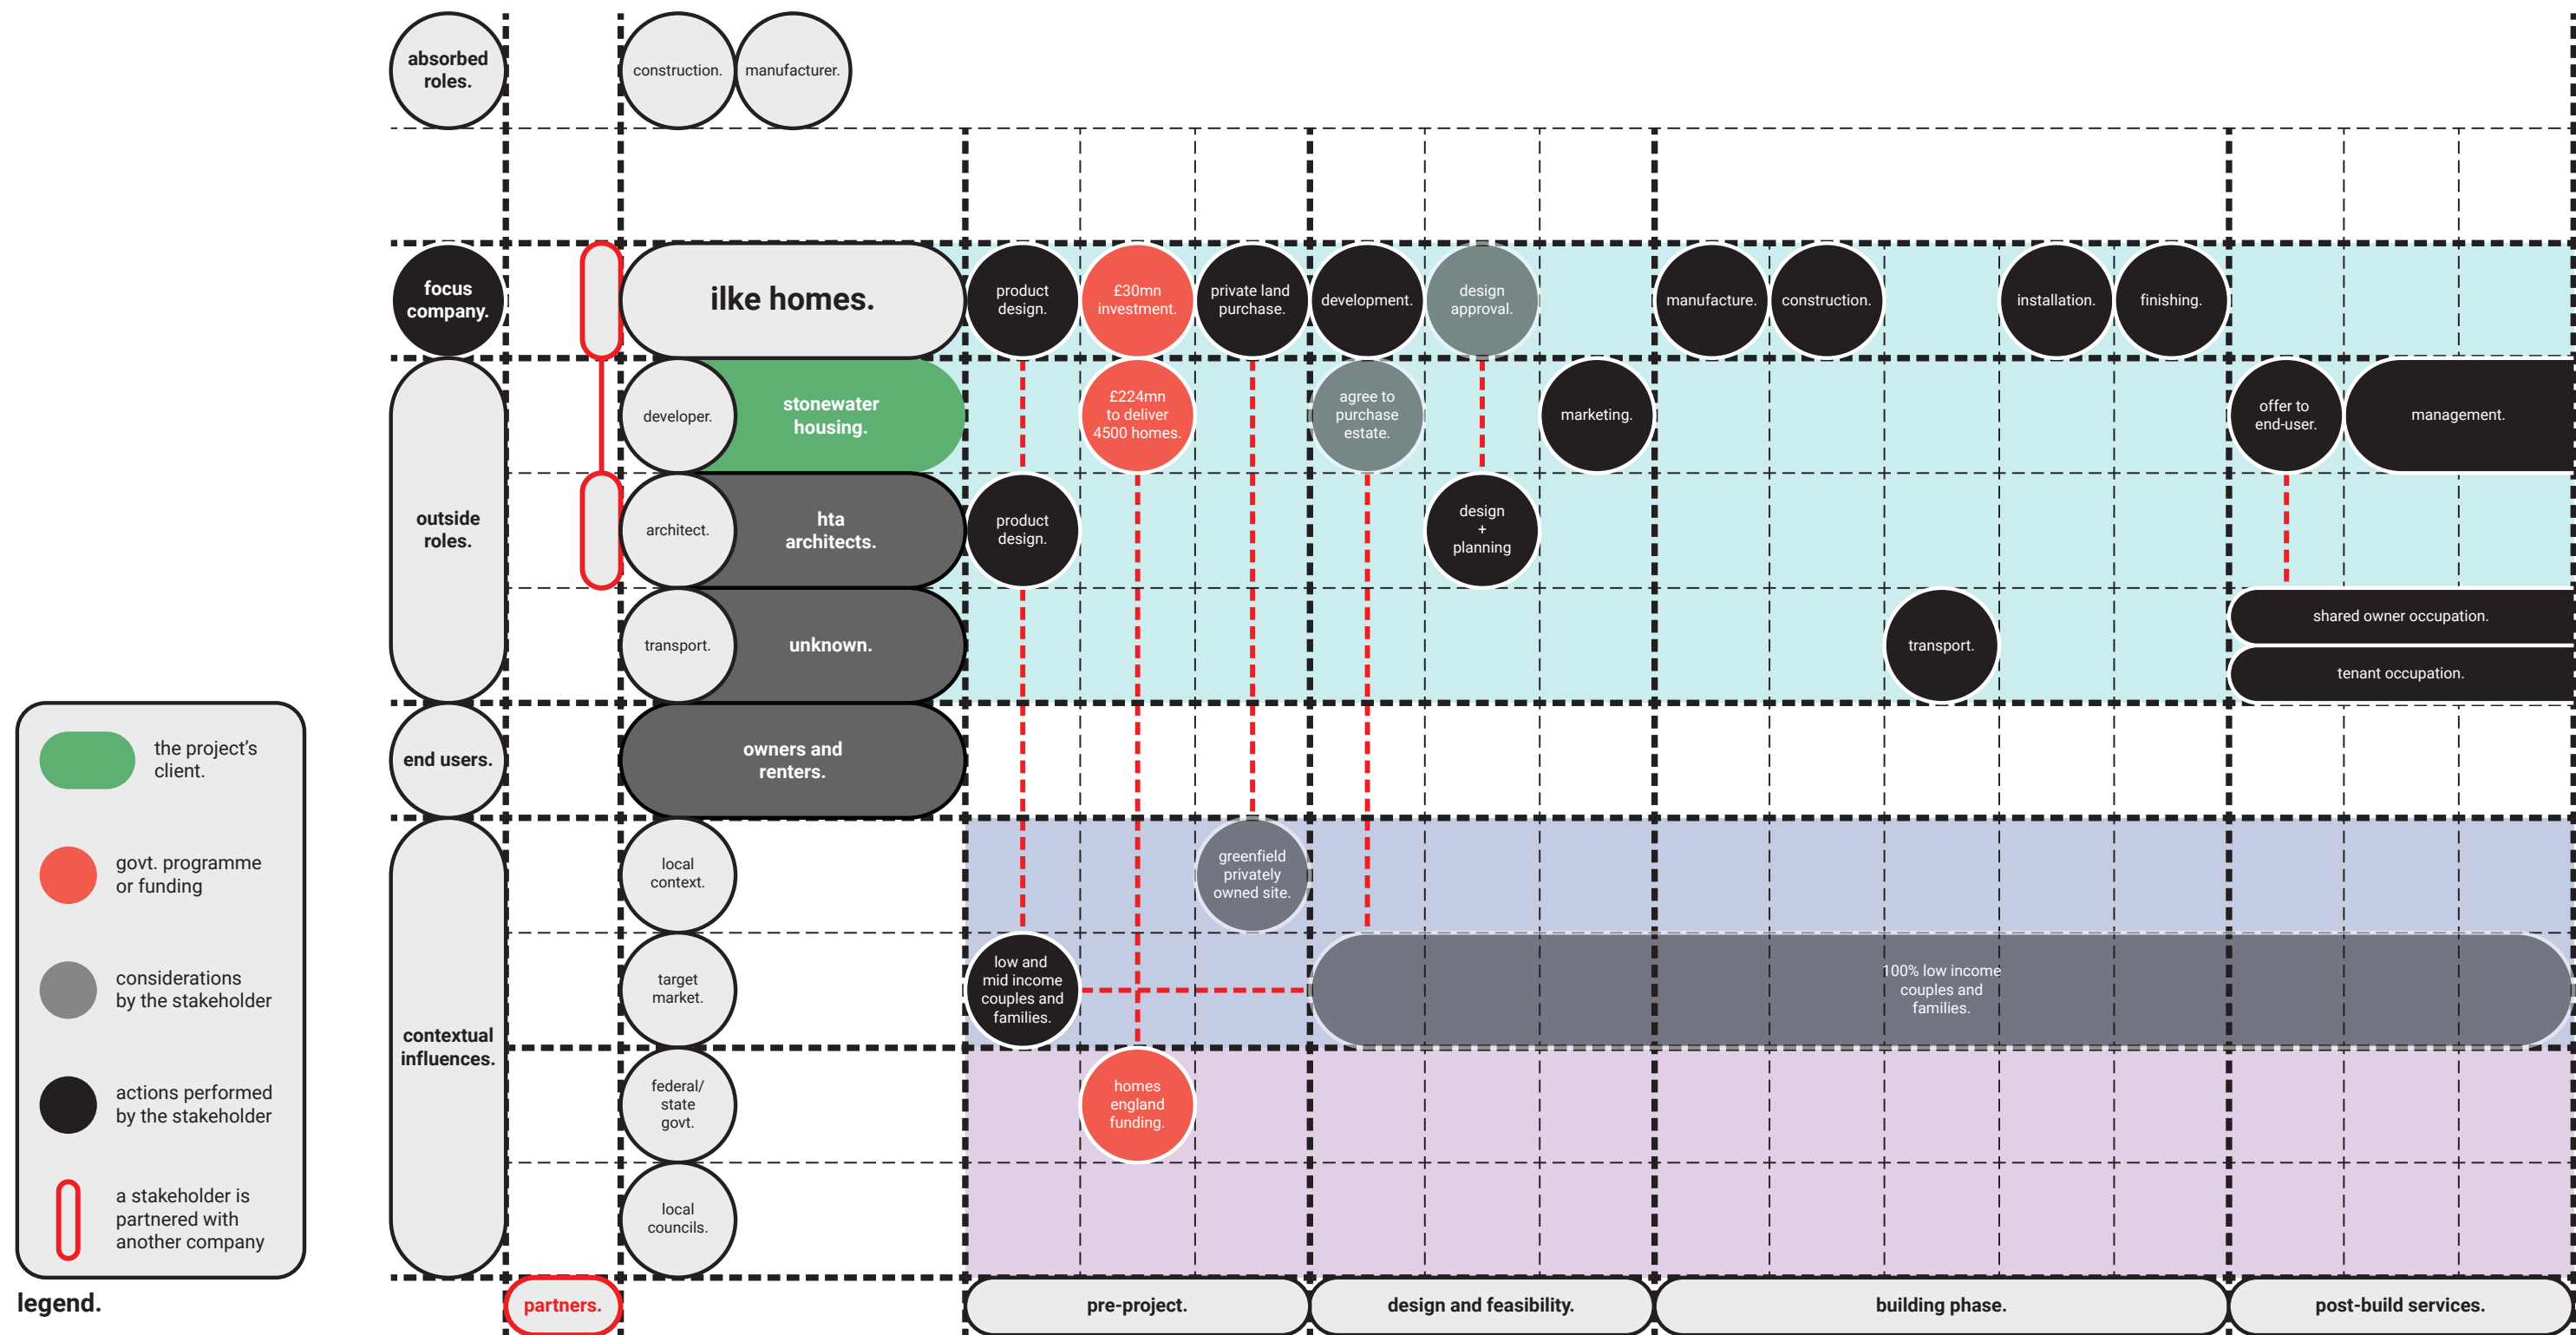 absorbed
roles.
construction.
manufacturer.
focus
company.
ilke homes.
product
design.
£30mn
investment.
private land
purchase.
development.
design
approval.
manufacture.
construction.
installation.
finishing.
outside
roles.
developer.
stonewater
housing.
£224mn
to deliver
4500 homes.
agree to
purchase
estate.
marketing.
offer to
end-user.
management.
architect.
hta
architects.
product
design.
design
+
planning
transport.
unknown.
transport.
shared owner occupation.
tenant occupation.
end users.
owners and
renters.
contextual
influences.
local
context.
greenfield
privately
owned site.
target
market.
low and
mid income
couples and
families.
100% low income
couples and
families.
federal/
state
govt.
homes
england
funding.
local
councils.
partners.
pre-project.
design and feasibility.
building phase.
post-build services.
the project's
client.
govt. programme
or funding
considerations
by the stakeholder
actions performed
by the stakeholder
a stakeholder is
partnered with
another company
legend.